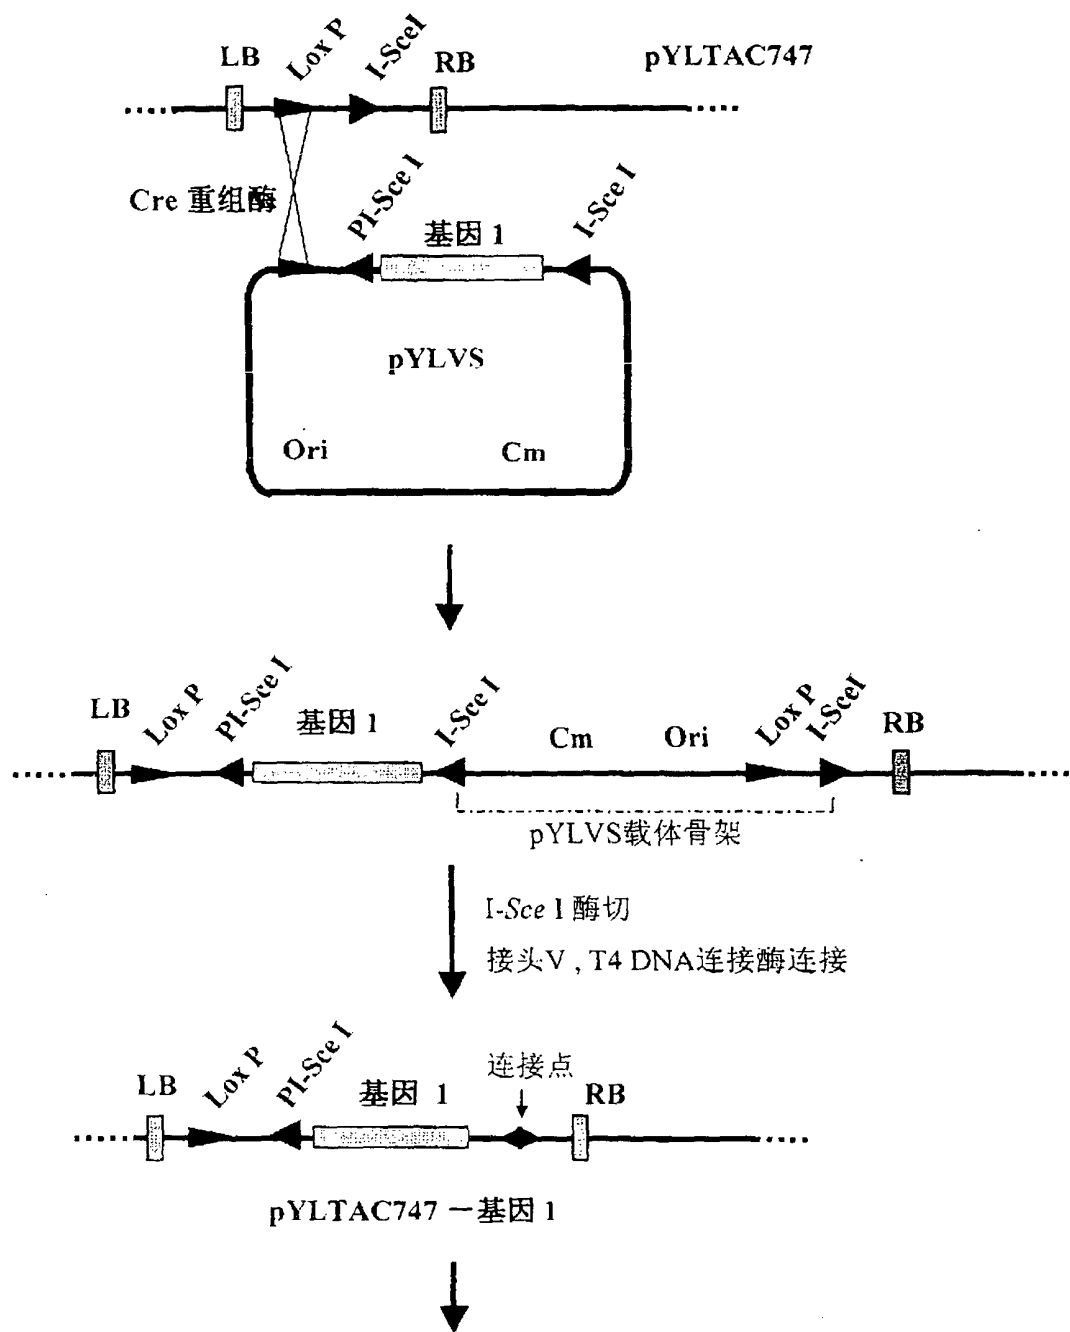 LB Lox P I-SceI RB pYLTAC747
Cre 重组酶
PI-Sce I 基因 1 I-Sce I
pYLVS
Ori Cm
LB Lox P PI-Sce I 基因 1 I-Sce I Cm Ori Lox P I-SceI RB
pYLVS载体骨架
I-Sce I 酶切
接头V , T4 DNA连接酶连接
LB Lox P PI-Sce I 基因 1 连接点 RB
pYLTAC747 －基因 1